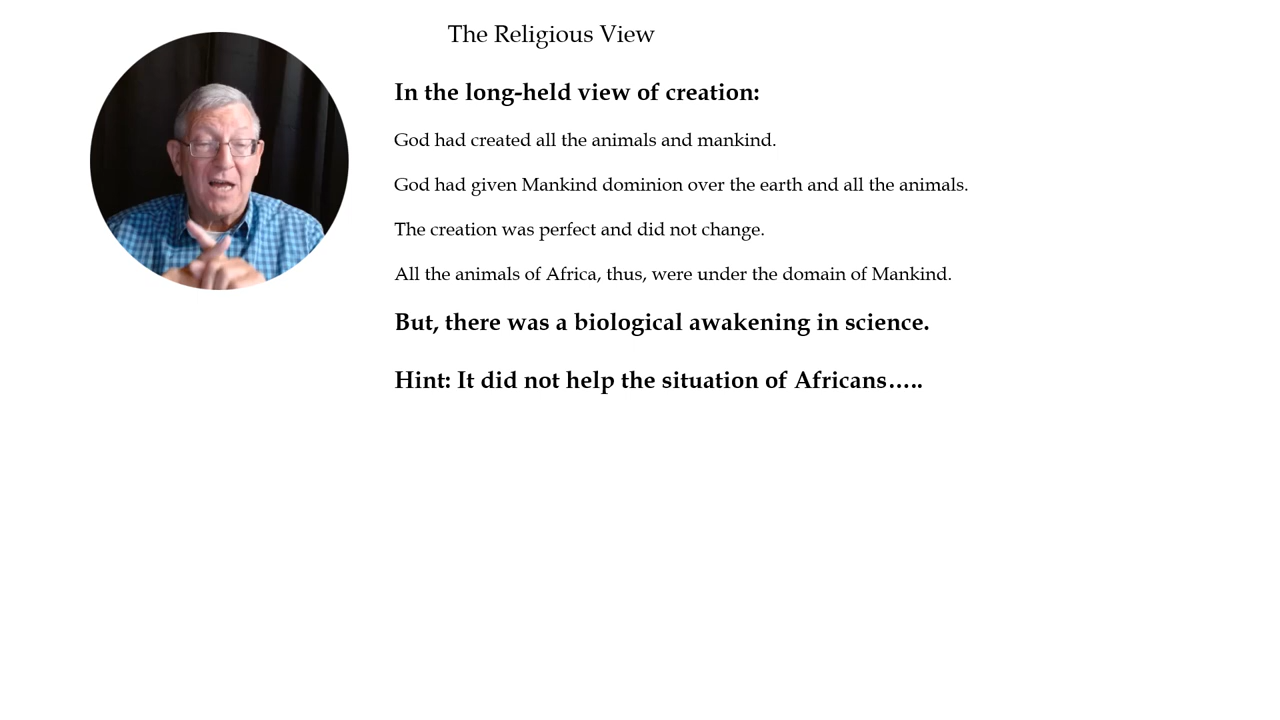 The Religious View
In the long-held view of creation:
God had created all the animals and mankind.
God had given Mankind dominion over the earth and all the animals.
The creation was perfect and did not change.
All the animals of Africa, thus, were under the domain of Mankind.
But, there was a biological awakening in science.
Hint: It did not help the situation of Africans…..